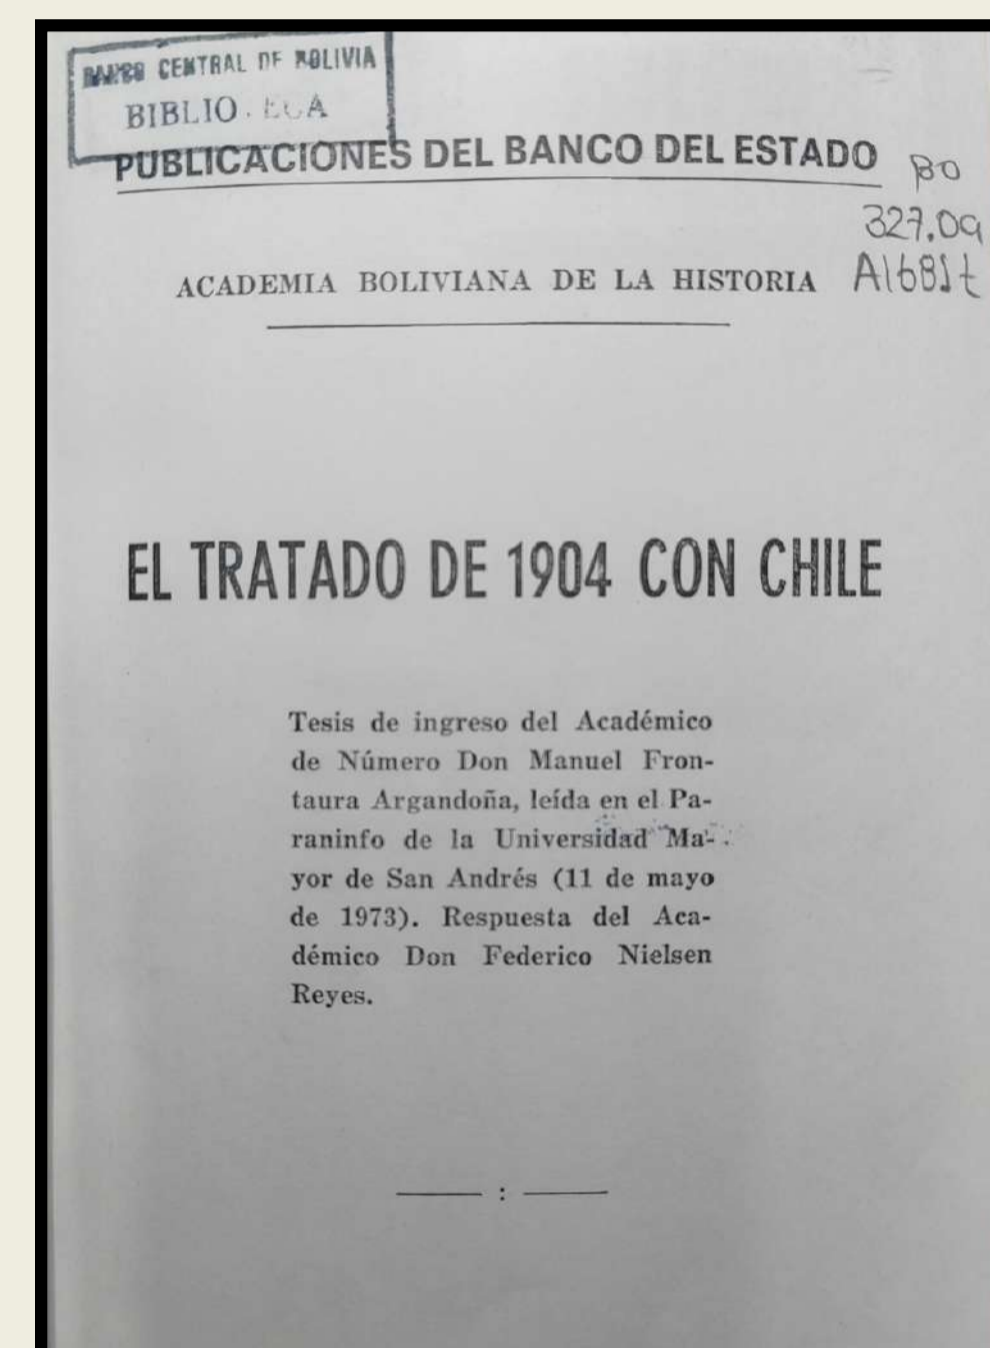 BANCO CENTRAL DE BOLIVIA
BIBLIOTECA
PUBLICACIONES DEL BANCO DEL ESTADO
BO
327.09
A1681t
ACADEMIA BOLIVIANA DE LA HISTORIA
EL TRATADO DE 1904 CON CHILE
Tesis de ingreso del Académico
de Número Don Manuel Fron-
taura Argandoña, leída en el Pa-
raninfo de la Universidad Ma-
yor de San Andrés (11 de mayo
de 1973). Respuesta del Aca-
démico Don Federico Nielsen
Reyes.